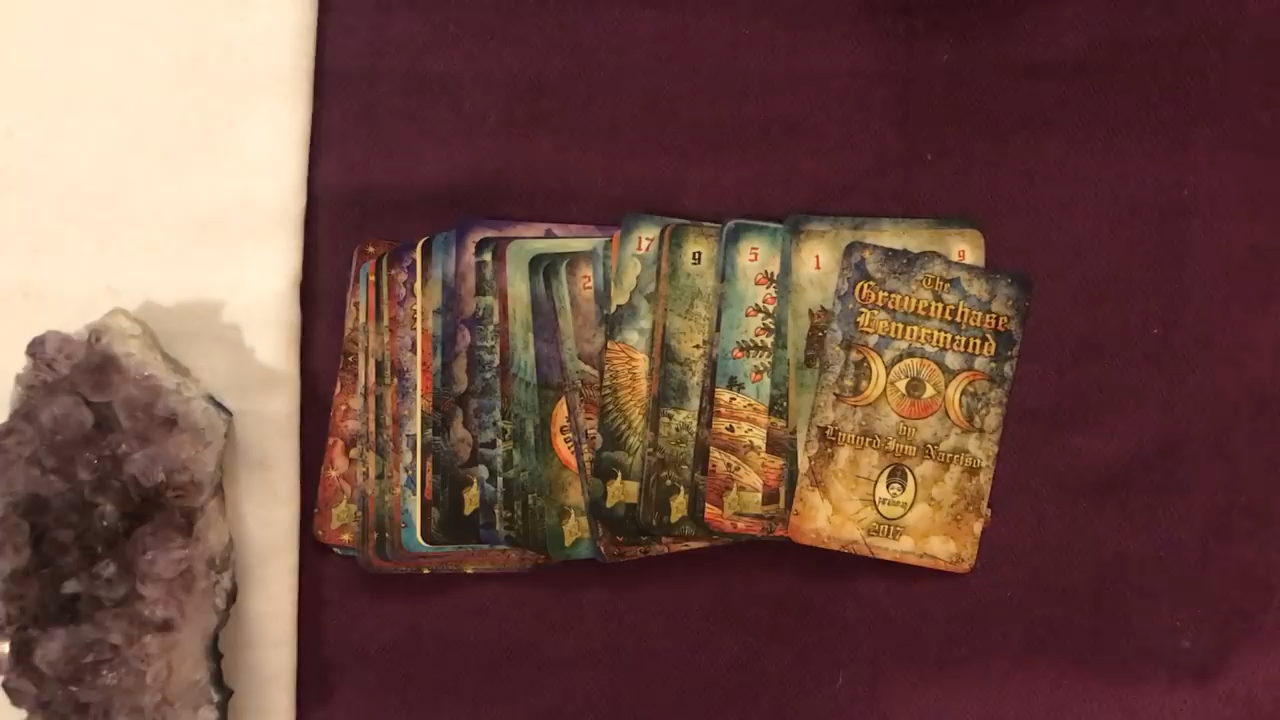 2
17
9
5
1
9
The
Gravenchase
Lenormand
by
Lynyrd-Jym Narciso
2017